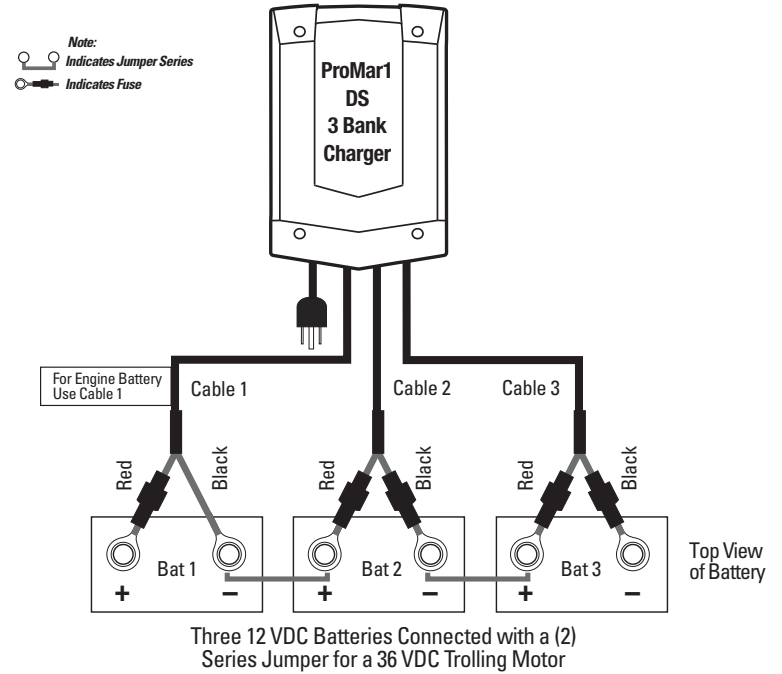 Note:
Indicates Jumper Series
Indicates Fuse
ProMar1
DS
3 Bank
Charger
For Engine Battery
Use Cable 1
Cable 1
Cable 2
Cable 3
Red
Black
Red
Black
Red
Black
Bat 1
Bat 2
Bat 3
+
–
+
–
+
–
Top View
of Battery
Three 12 VDC Batteries Connected with a (2)
Series Jumper for a 36 VDC Trolling Motor